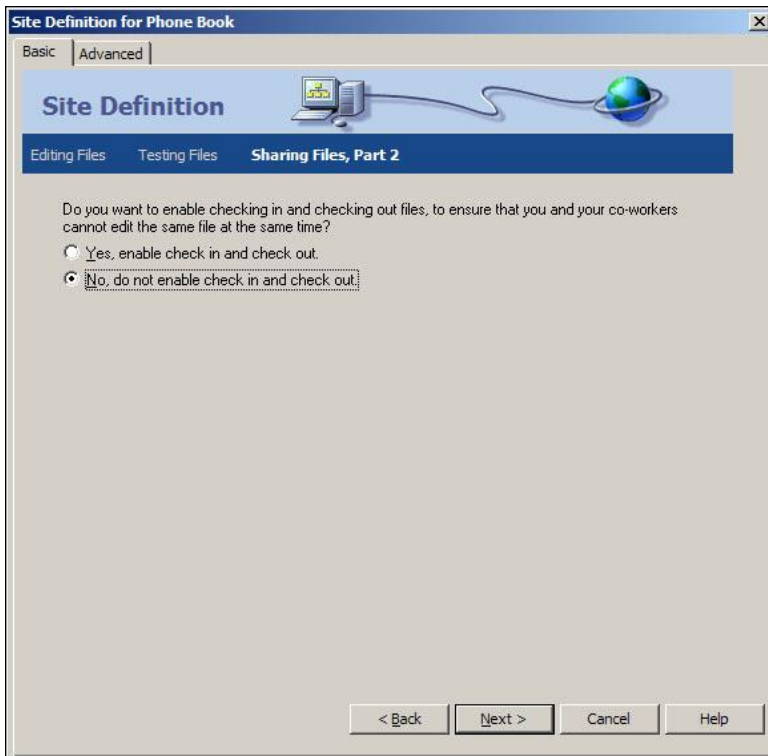 Site Definition for Phone Book
Basic
Advanced
Site Definition
Editing Files Testing Files Sharing Files, Part 2
Do you want to enable checking in and checking out files, to ensure that you and your co-workers
cannot edit the same file at the same time?
Yes, enable check in and check out.
No, do not enable check in and check out.
< Back Next > Cancel Help